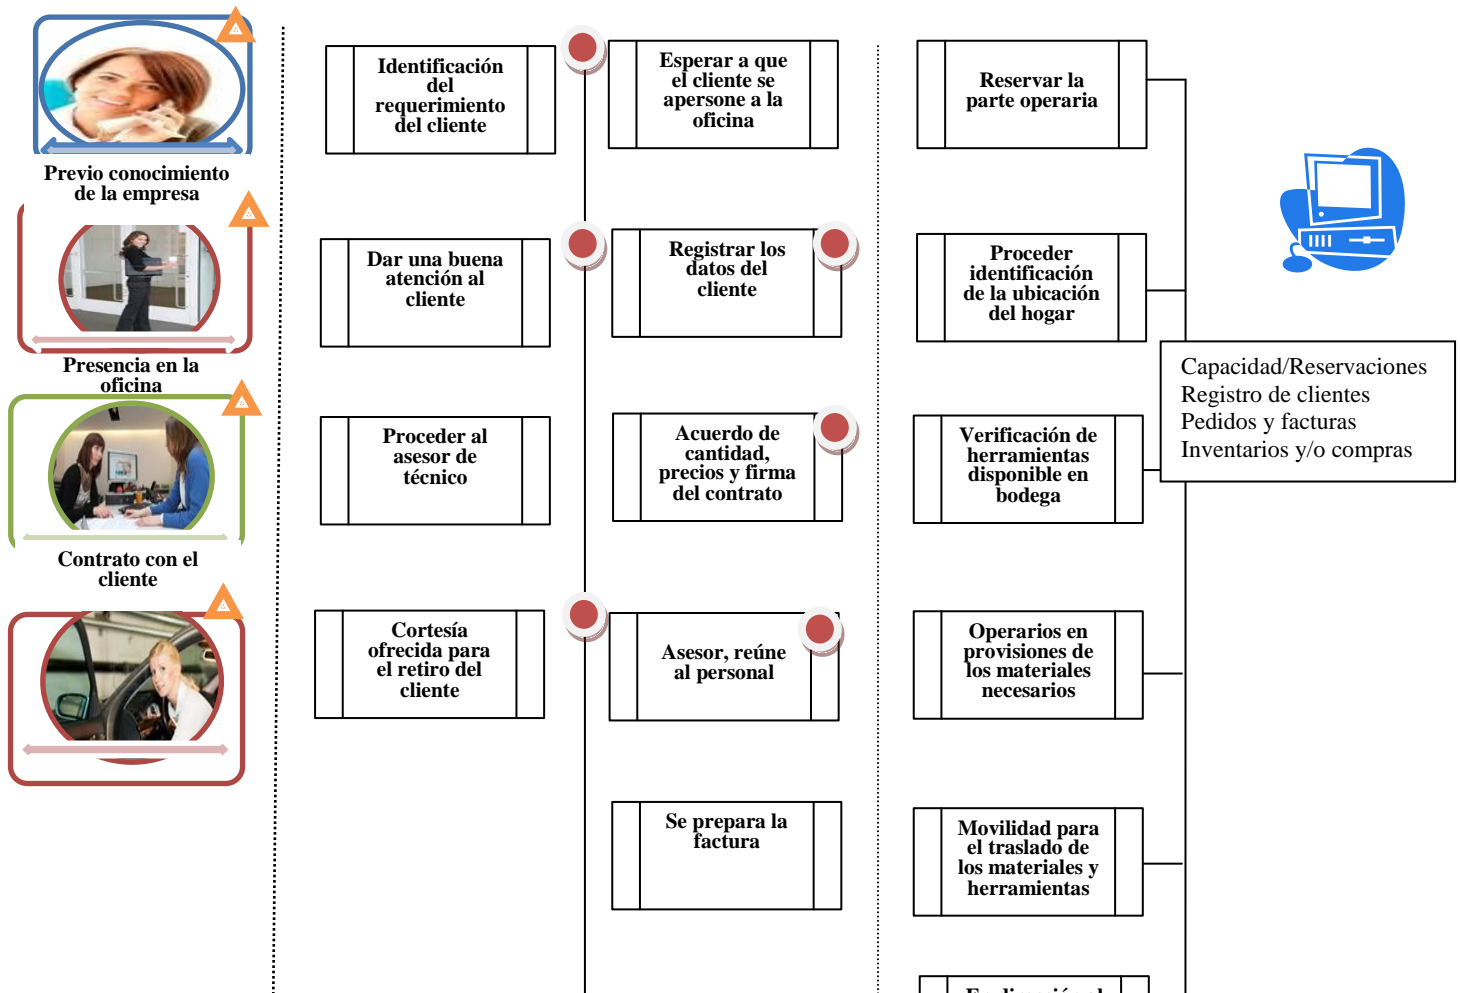 Previo conocimiento
de la empresa
Presencia en la
oficina
Contrato con el
cliente
Identificación
del
requerimiento
del cliente
Dar una buena
atención al
cliente
Proceder al
asesor de
técnico
Cortesía
ofrecida para
el retiro del
cliente
Esperar a que
el cliente se
apersone a la
oficina
Registrar los
datos del
cliente
Acuerdo de
cantidad,
precios y firma
del contrato
Asesor, reúne
al personal
Se prepara la
factura
Reservar la
parte operaria
Proceder
identificación
de la ubicación
del hogar
Verificación de
herramientas
disponible en
bodega
Operarios en
provisiones de
los materiales
necesarios
Movilidad para
el traslado de
los materiales y
herramientas
Capacidad/Reservaciones
Registro de clientes
Pedidos y facturas
Inventarios y/o compras